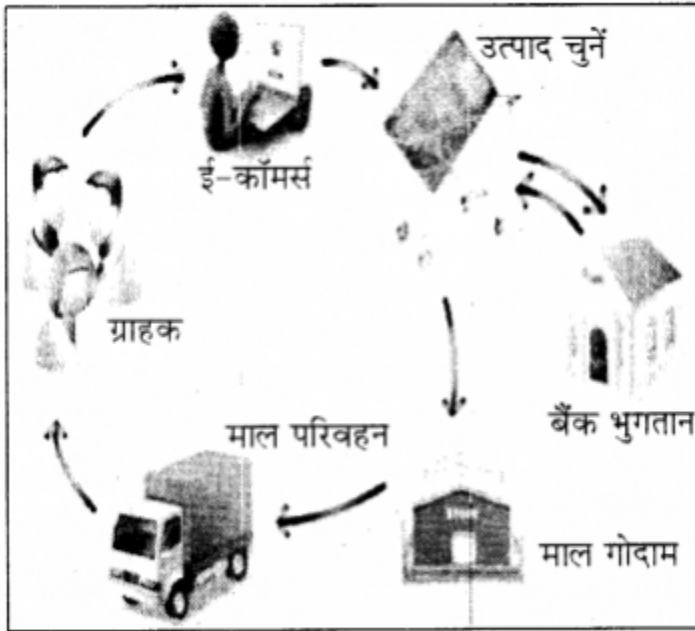 उत्पाद चुनें
ई-कॉमर्स
ग्राहक
बैंक भुगतान
माल परिवहन
माल गोदाम